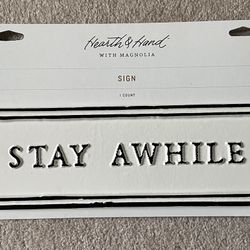 Hearth & Hand
WITH MAGNOLIA
SIGN
1 COUNT
STAY AWHILE